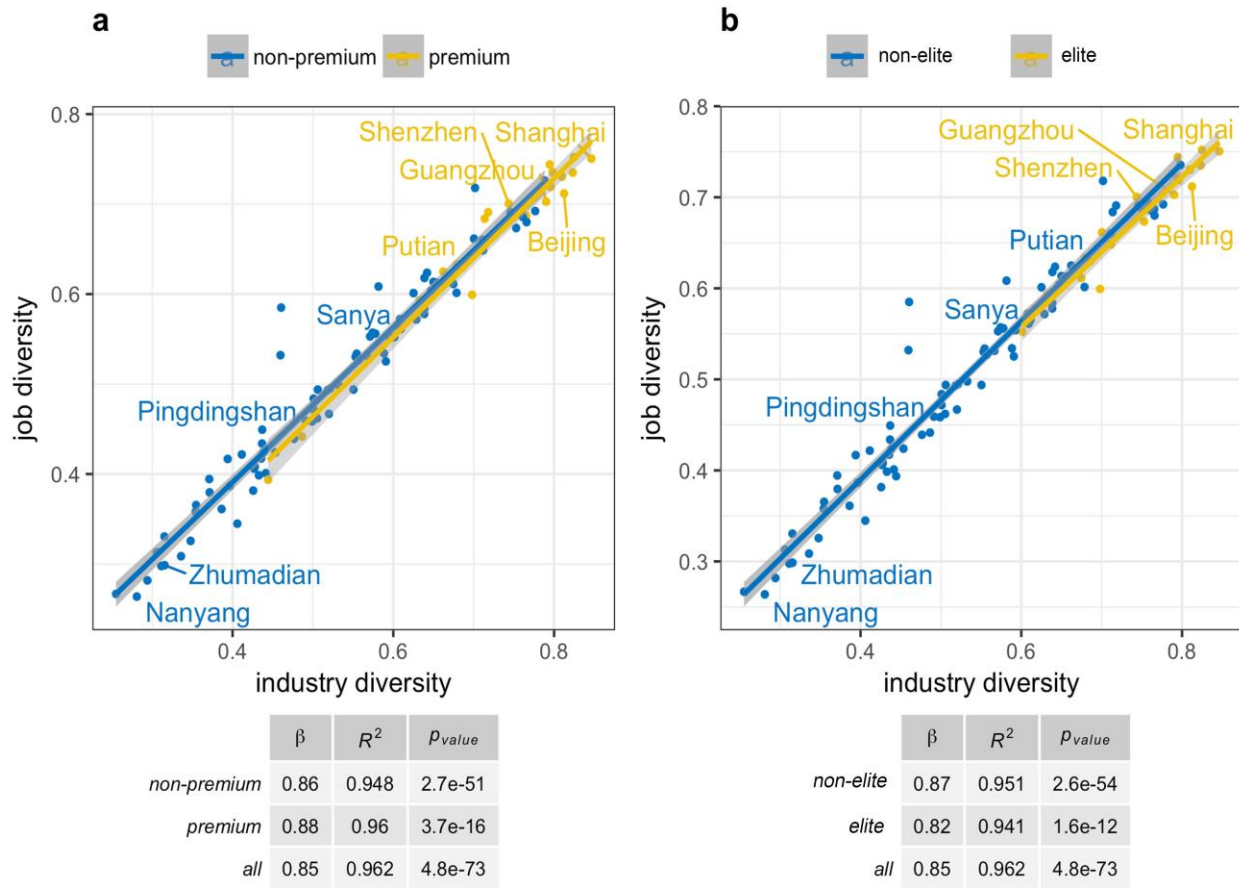 a
a non-premium a premium
0.8
0.6
0.4
job diversity
Shenzhen Shanghai
Guangzhou
Putian
Beijing
Sanya
Pingdingshan
Zhumadian
Nanyang
0.4 0.6 0.8
industry diversity
β R² p value
non-premium 0.86 0.948 2.7e-51
premium 0.88 0.96 3.7e-16
all 0.85 0.962 4.8e-73
b
a non-elite a elite
0.8
0.7
0.6
0.5
0.4
0.3
job diversity
Guangzhou Shanghai
Shenzhen
Putian
Beijing
Sanya
Pingdingshan
Zhumadian
Nanyang
0.4 0.6 0.8
industry diversity
β R² p value
non-elite 0.87 0.951 2.6e-54
elite 0.82 0.941 1.6e-12
all 0.85 0.962 4.8e-73